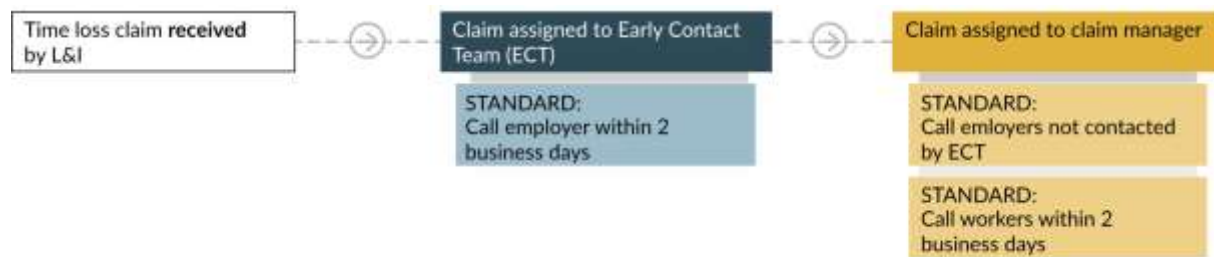 Time loss claim received
by L&I
Claim assigned to Early Contact
Team (ECT)
STANDARD:
Call employer within 2
business days
Claim assigned to claim manager
STANDARD:
Call emloyers not contacted
by ECT
STANDARD:
Call workers within 2
business days